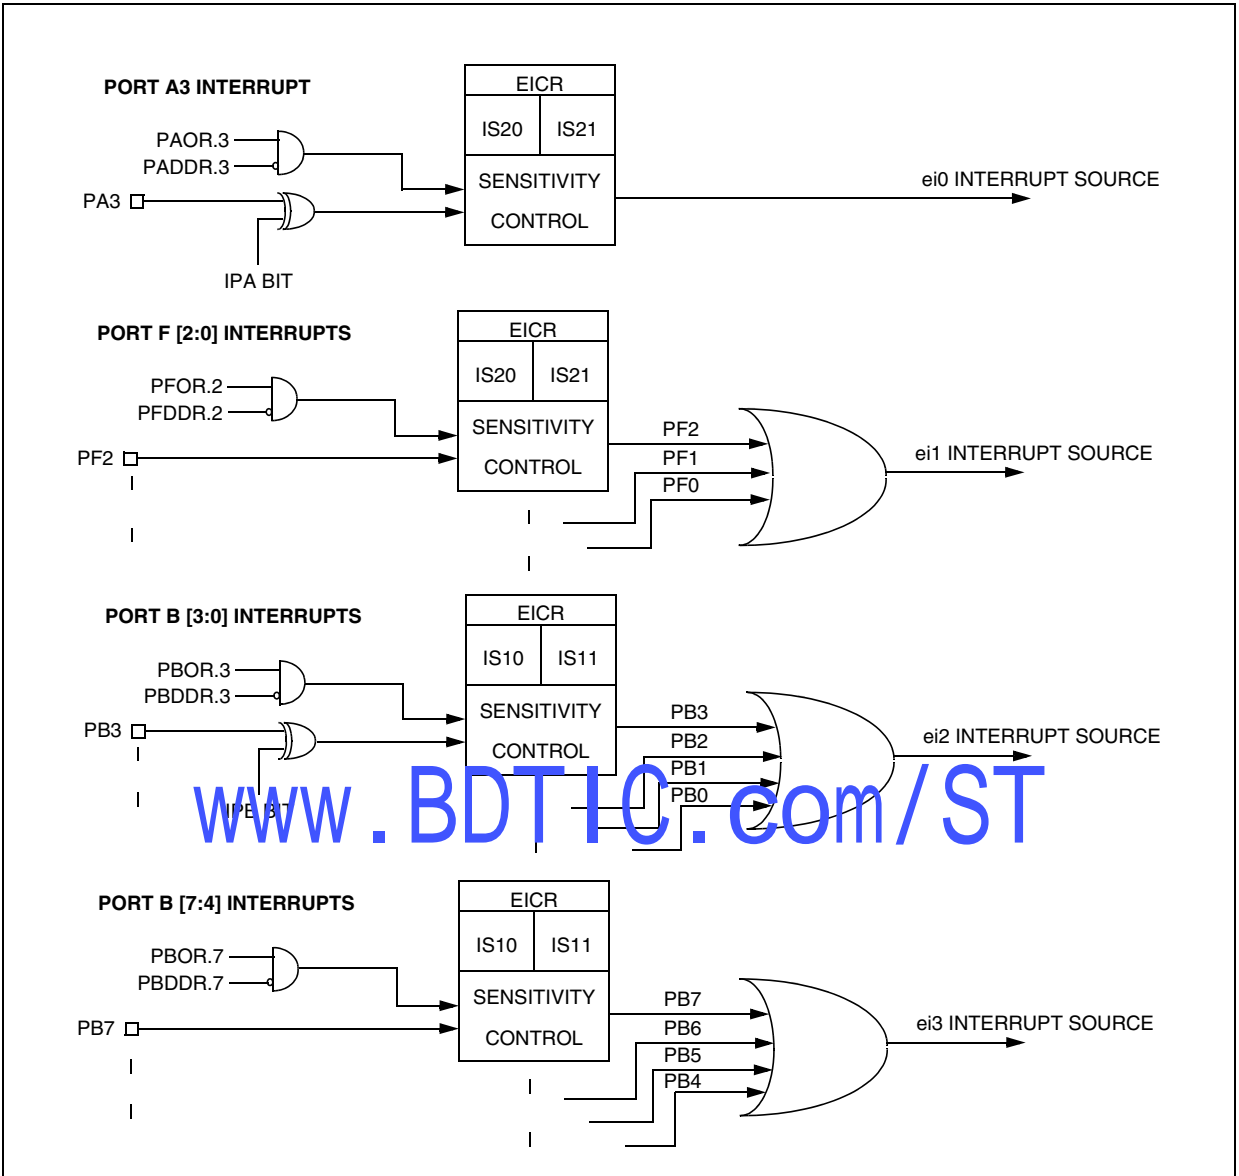 PORT A3 INTERRUPT
EICR
IS20 IS21
PAOR.3
PADDR.3
SENSITIVITY
CONTROL
PA3
IPA BIT
ei0 INTERRUPT SOURCE
PORT F [2:0] INTERRUPTS
EICR
IS20 IS21
PFOR.2
PFDDR.2
SENSITIVITY
CONTROL
PF2
PF2
PF1
PF0
ei1 INTERRUPT SOURCE
PORT B [3:0] INTERRUPTS
EICR
IS10 IS11
PBOR.3
PBDDR.3
SENSITIVITY
CONTROL
PB3
IPB BIT
PB3
PB2
PB1
PB0
ei2 INTERRUPT SOURCE
www.BDTIC.com/ST
PORT B [7:4] INTERRUPTS
EICR
IS10 IS11
PBOR.7
PBDDR.7
SENSITIVITY
CONTROL
PB7
PB7
PB6
PB5
PB4
ei3 INTERRUPT SOURCE